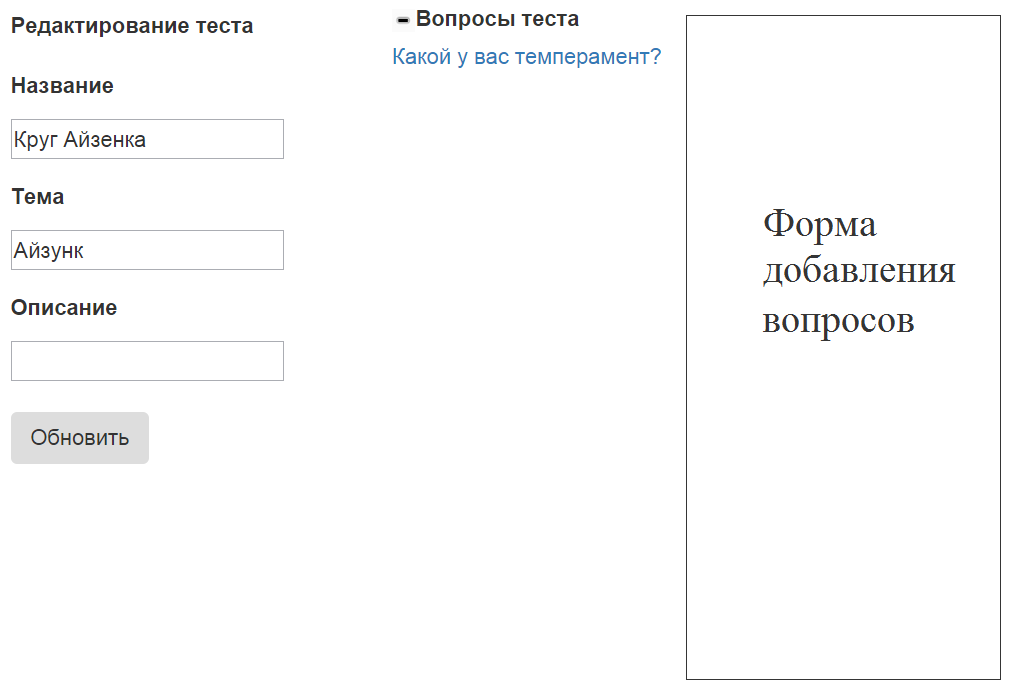 Редактирование теста
Название
Круг Айзенка
Тема
Айзунк
Описание
Обновить
Вопросы теста
Какой у вас темперамент?
Форма
добавления
вопросов